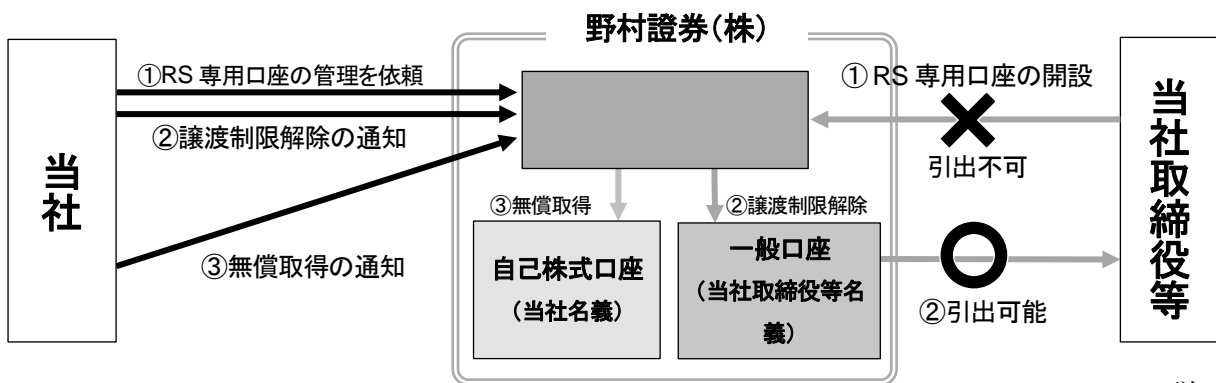 野村證券(株)
当社
①RS 専用口座の管理を依頼
②譲渡制限解除の通知
③無償取得の通知
① RS 専用口座の開設
引出不可
③無償取得
②譲渡制限解除
自己株式口座
(当社名義)
一般口座
(当社取締役等名
義)
②引出可能
当社取締役等